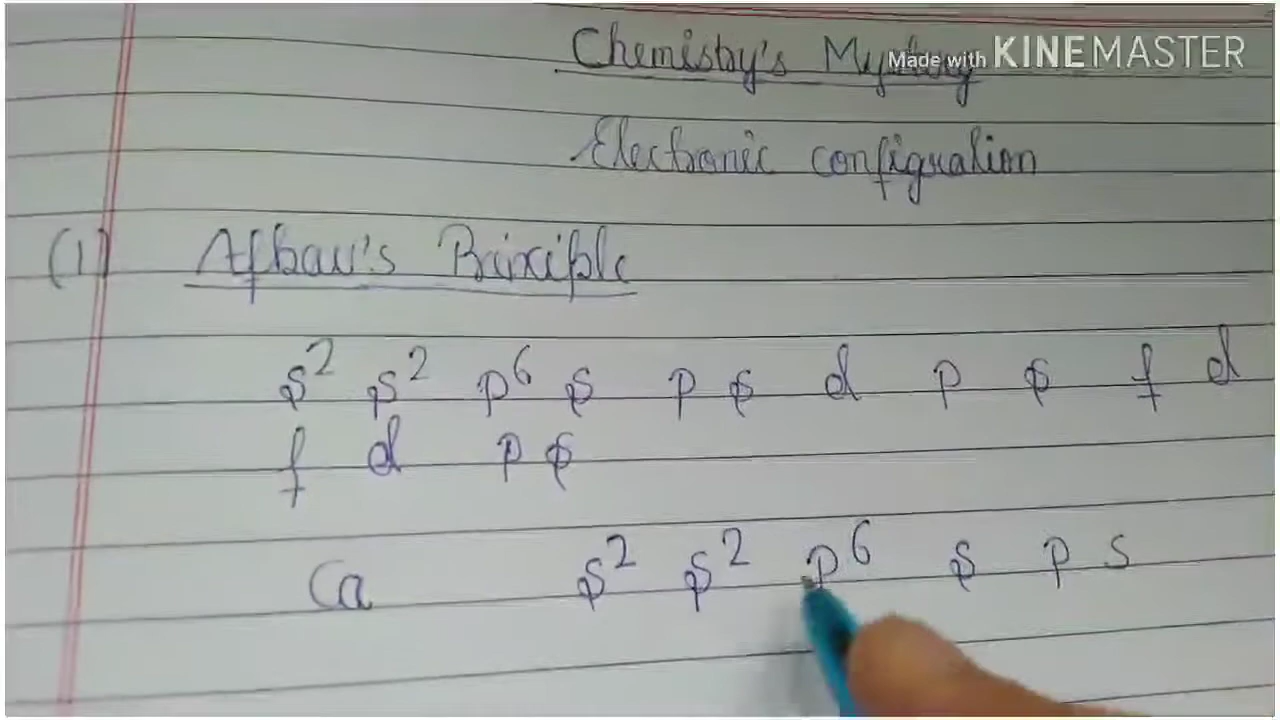 Chemistry's Mystery
Made with KINEMASTER
Electronic configuration
(1) Afbau's Principle
s² s² p⁶ s p s d p s f d
f d p s
Ca s² s² p⁶ s p s